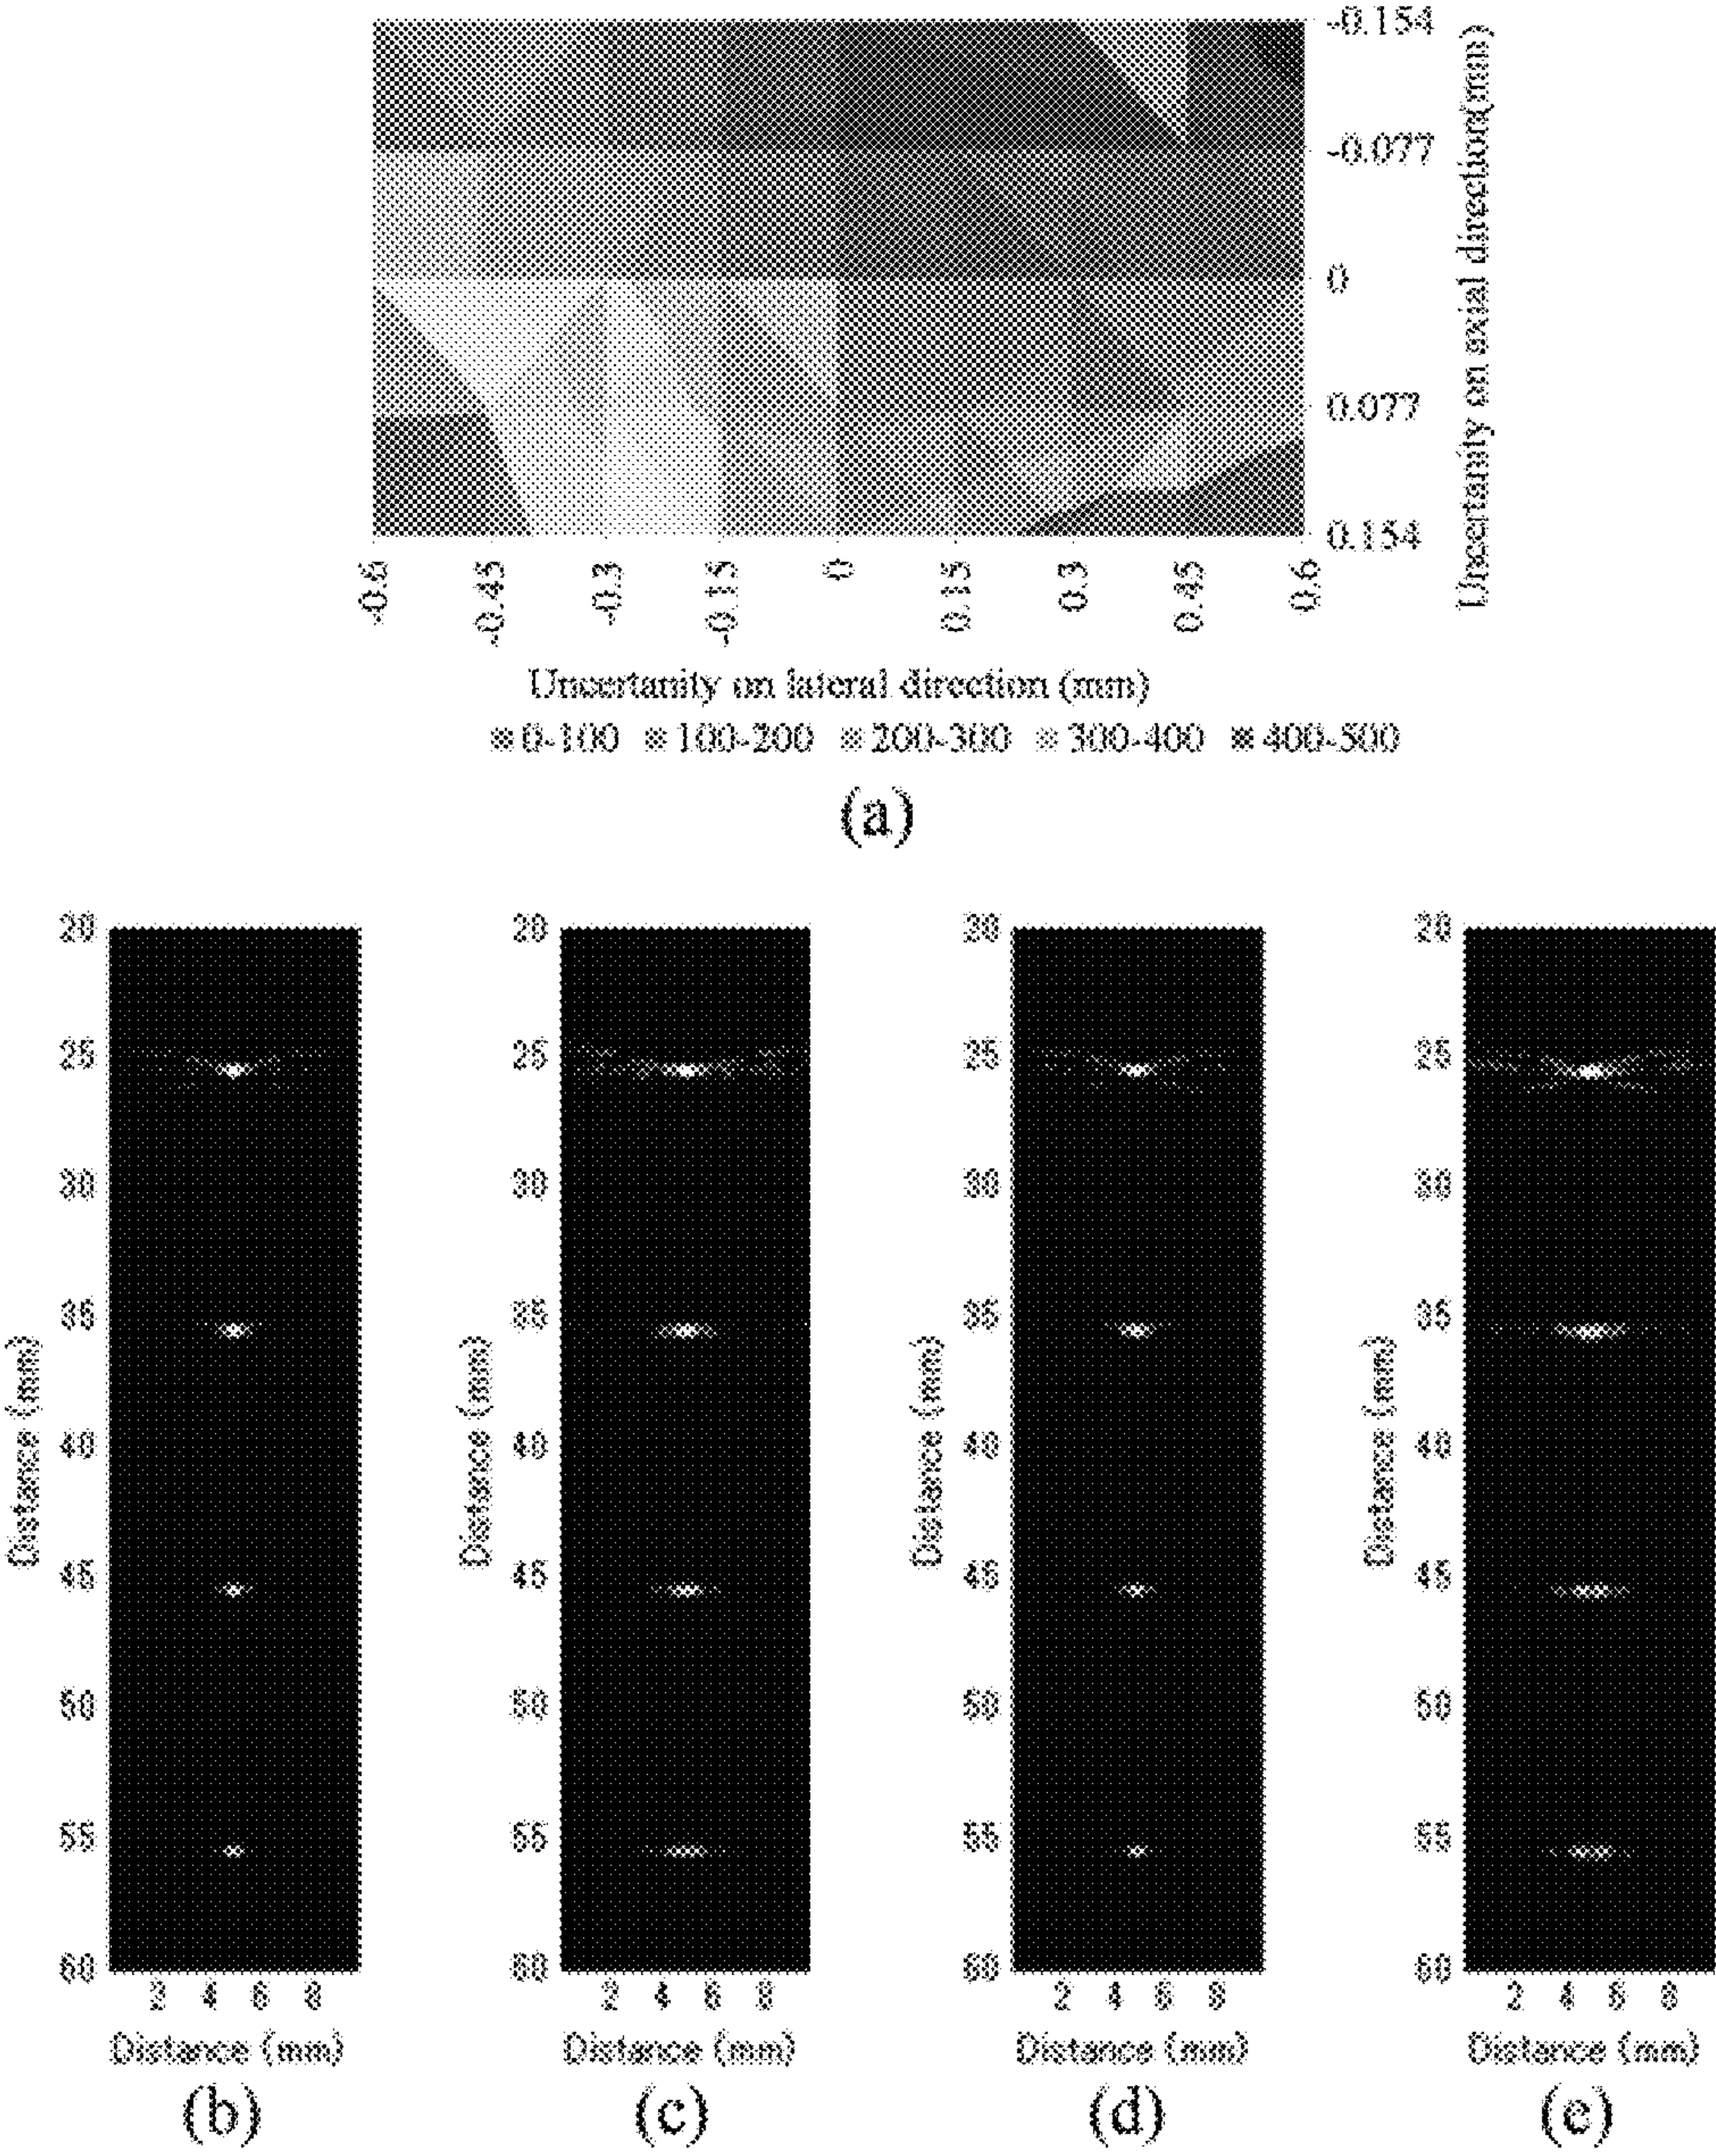 -0.154
-0.077
0
0.077
0.154
Uncertanity on axial direction(mm)
-0.6 -0.45 -0.3 -0.15 0 0.15 0.3 0.45 0.6
Uncertanity on lateral direction (mm)
0-100 100-200 200-300 300-400 400-500
(a)
20 20 20 20
25 25 25 25
30 30 30 30
35 35 35 35
40 40 40 40
45 45 45 45
50 50 50 50
55 55 55 55
60 60 60 60
Distance (mm) Distance (mm) Distance (mm) Distance (mm)
2 4 6 8 2 4 6 8 2 4 6 8 2 4 6 8
Distance (mm) Distance (mm) Distance (mm) Distance (mm)
(b) (c) (d) (e)